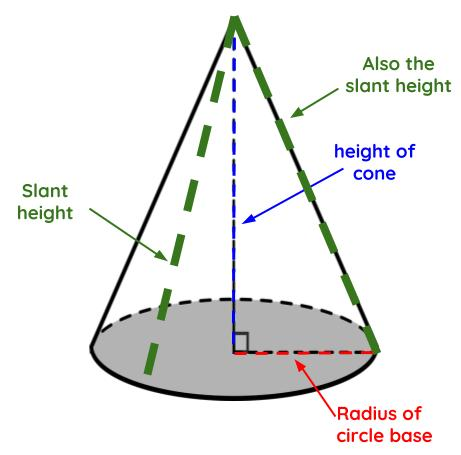 Also the
slant height
height of
cone
Slant
height
Radius of
circle base